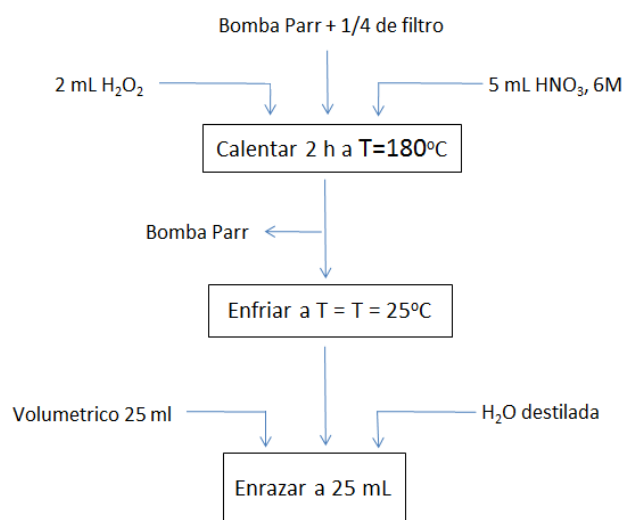 Bomba Parr + 1/4 de filtro
2 mL H₂O₂
5 mL HNO₃, 6M
Calentar 2 h a T=180ºC
Bomba Parr
Enfriar a T = T = 25ºC
Volumetrico 25 ml
H₂O destilada
Enrazar a 25 mL